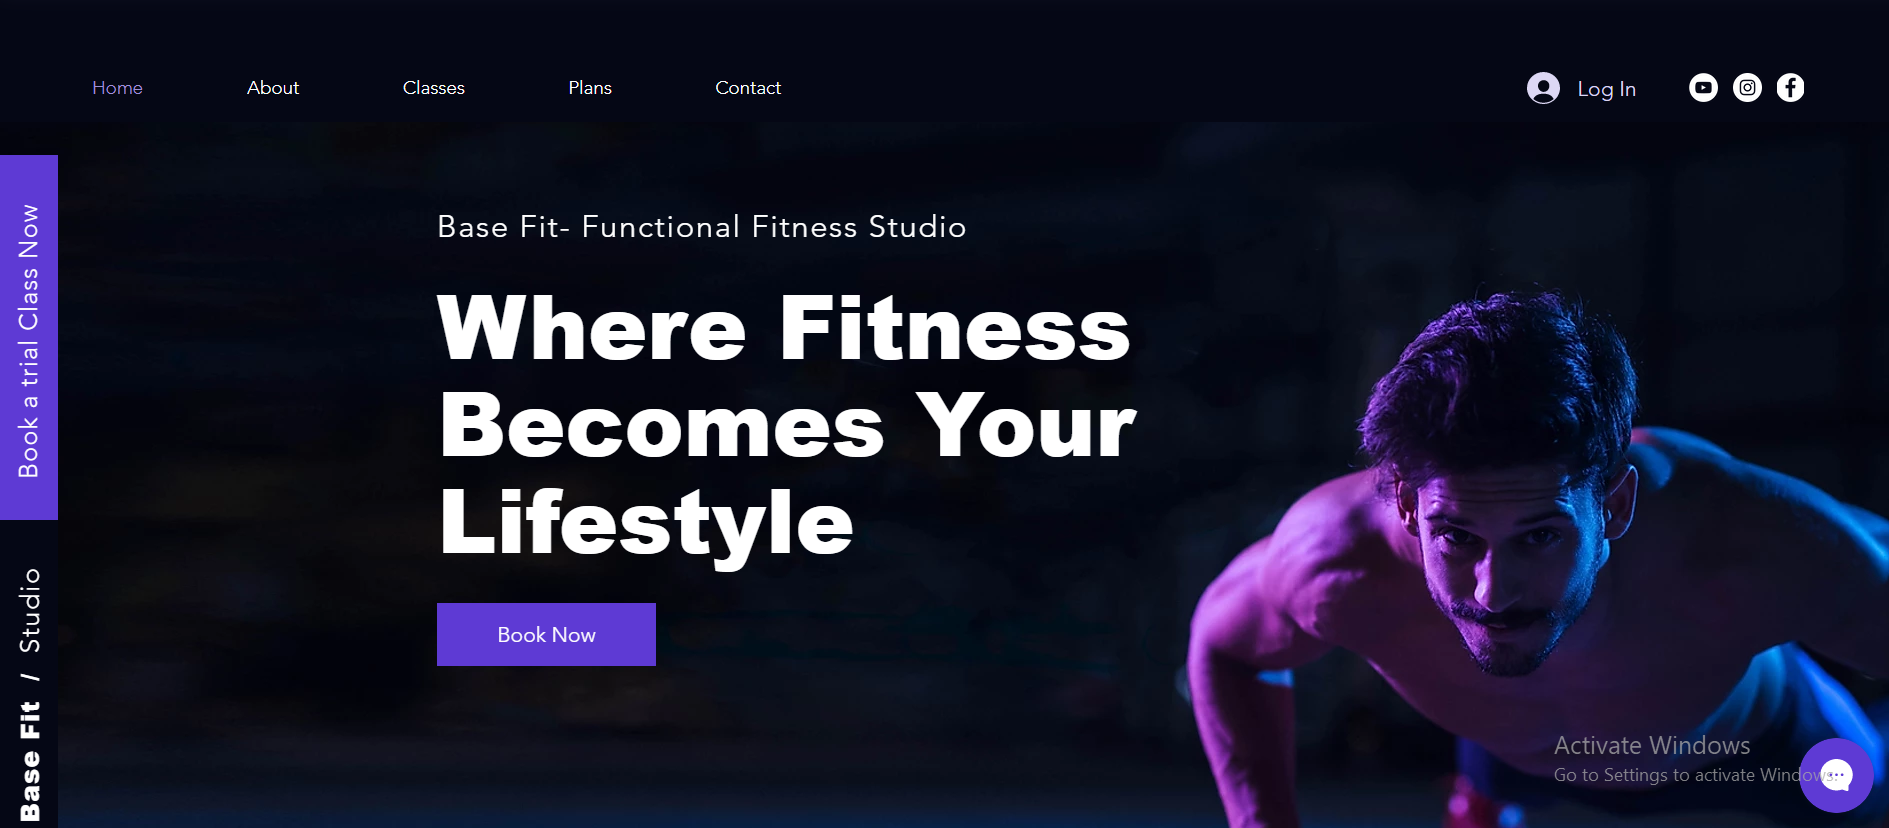 Home
About
Classes
Plans
Contact
Log In
Book a trial Class Now
Base Fit / Studio
Base Fit- Functional Fitness Studio
Where Fitness
Becomes Your
Lifestyle
Book Now
Activate Windows
Go to Settings to activate Windows.